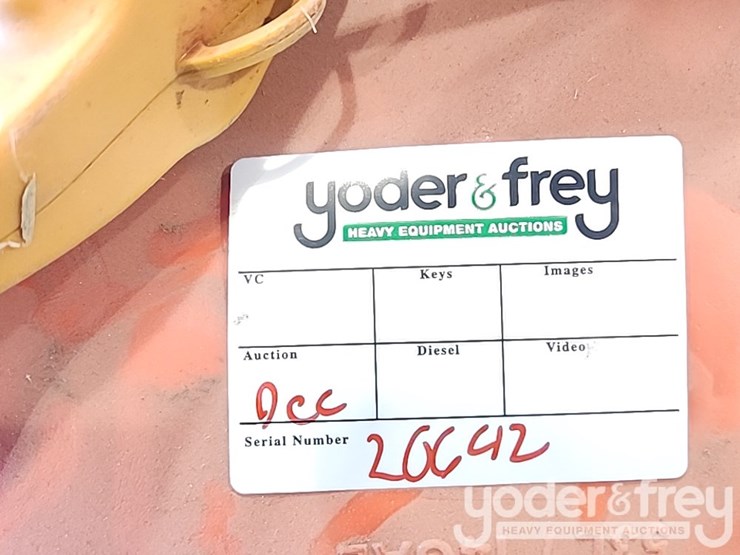 yoder & frey
HEAVY EQUIPMENT AUCTIONS
VC Keys Images
Auction Diesel Video
Dec
Serial Number 20642
yoder & frey
HEAVY EQUIPMENT AUCTIONS